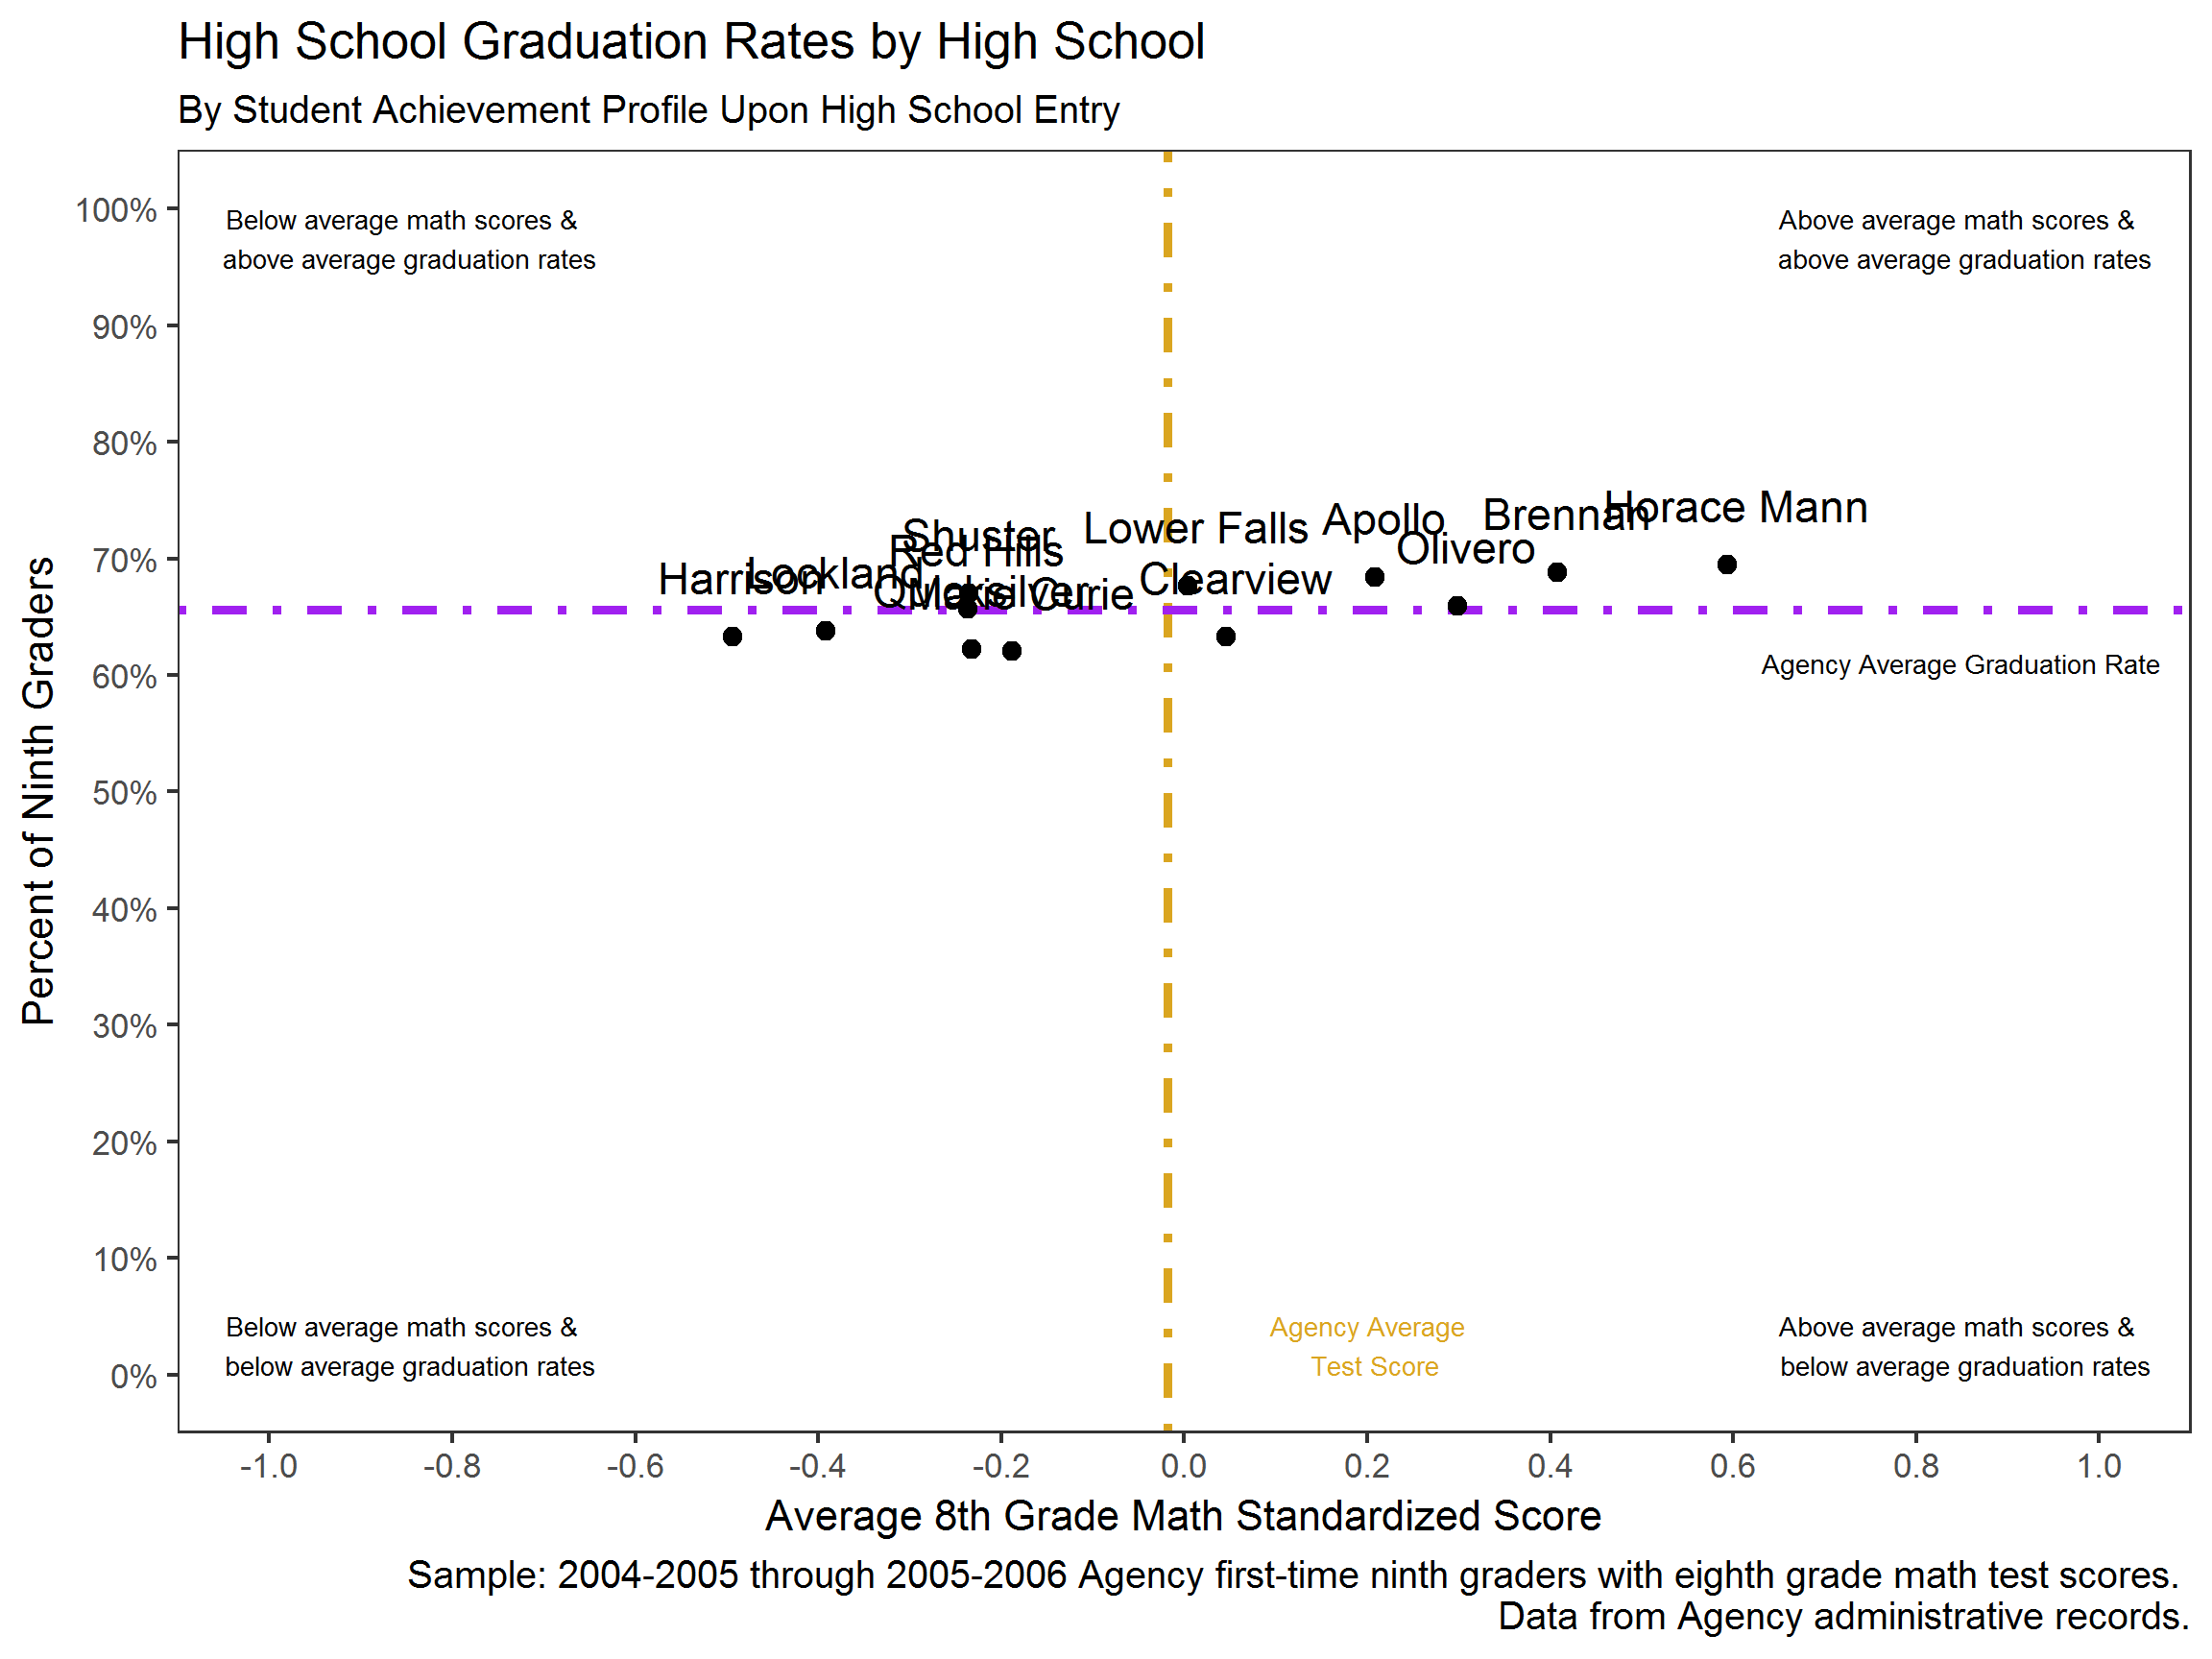 High School Graduation Rates by High School
By Student Achievement Profile Upon High School Entry
Percent of Ninth Graders
100%
90%
80%
70%
60%
50%
40%
30%
20%
10%
0%
Below average math scores &
above average graduation rates
Above average math scores &
above average graduation rates
Horace Mann
Brennan
Apollo
Lower Falls
Shuster
Olivero
Red Hills
Lockland
Harrison
Clearview
Quicksilver
Marie Curie
Agency Average Graduation Rate
Below average math scores &
below average graduation rates
Agency Average
Test Score
Above average math scores &
below average graduation rates
-1.0 -0.8 -0.6 -0.4 -0.2 0.0 0.2 0.4 0.6 0.8 1.0
Average 8th Grade Math Standardized Score
Sample: 2004-2005 through 2005-2006 Agency first-time ninth graders with eighth grade math test scores.
Data from Agency administrative records.